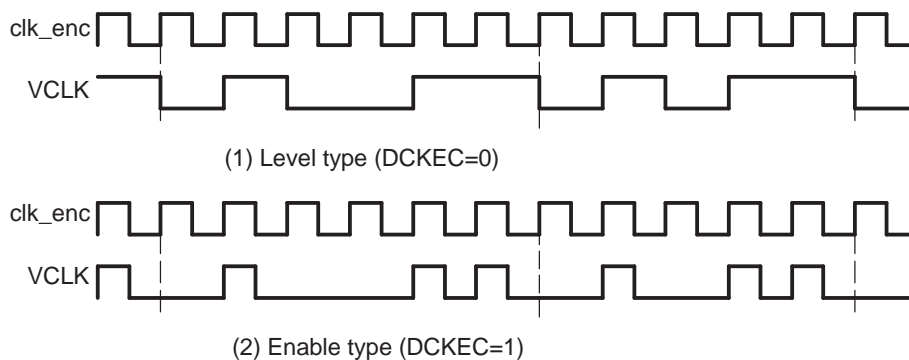 clk_enc
VCLK
(1) Level type (DCKEC=0)
clk_enc
VCLK
(2) Enable type (DCKEC=1)